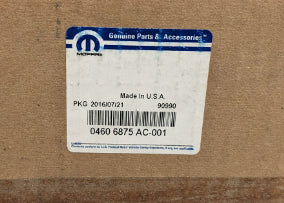 Genuine Parts & Accessories
MOPAR
Made In U.S.A.
PKG 2016/07/21 90990
0460 6875 AC-001